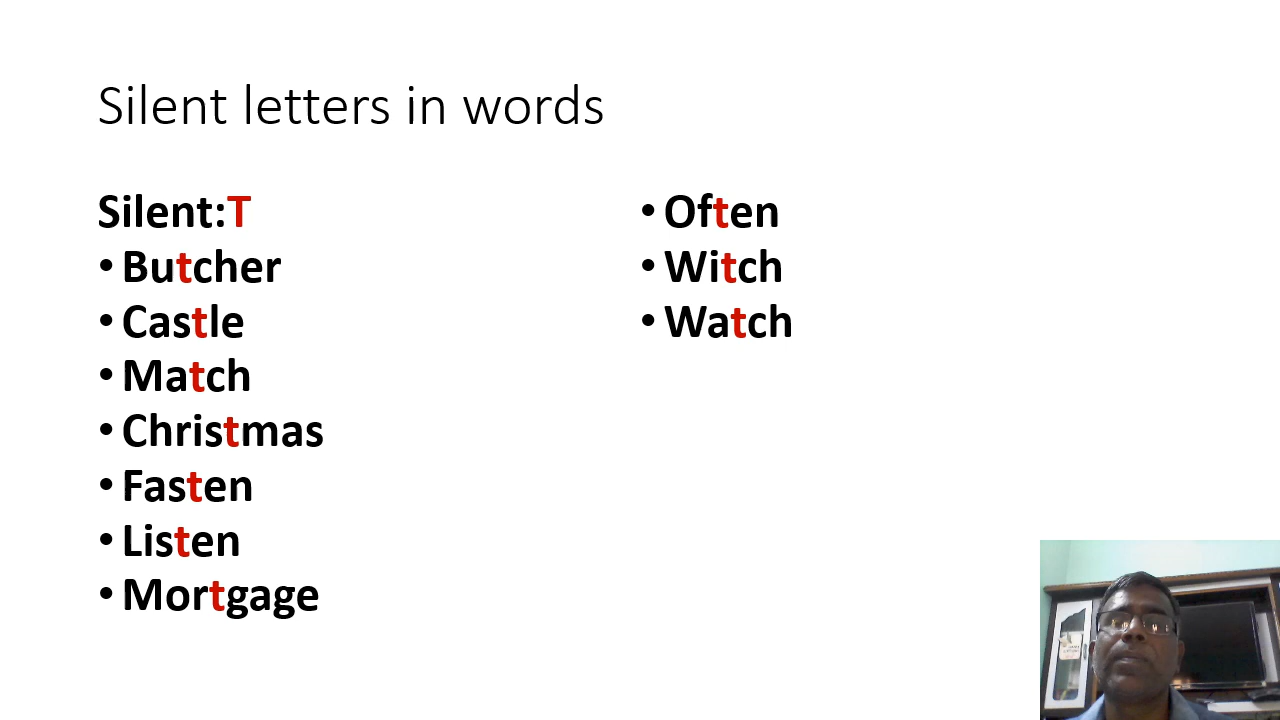 Silent letters in words
Silent:T
• Butcher
• Castle
• Match
• Christmas
• Fasten
• Listen
• Mortgage
• Often
• Witch
• Watch